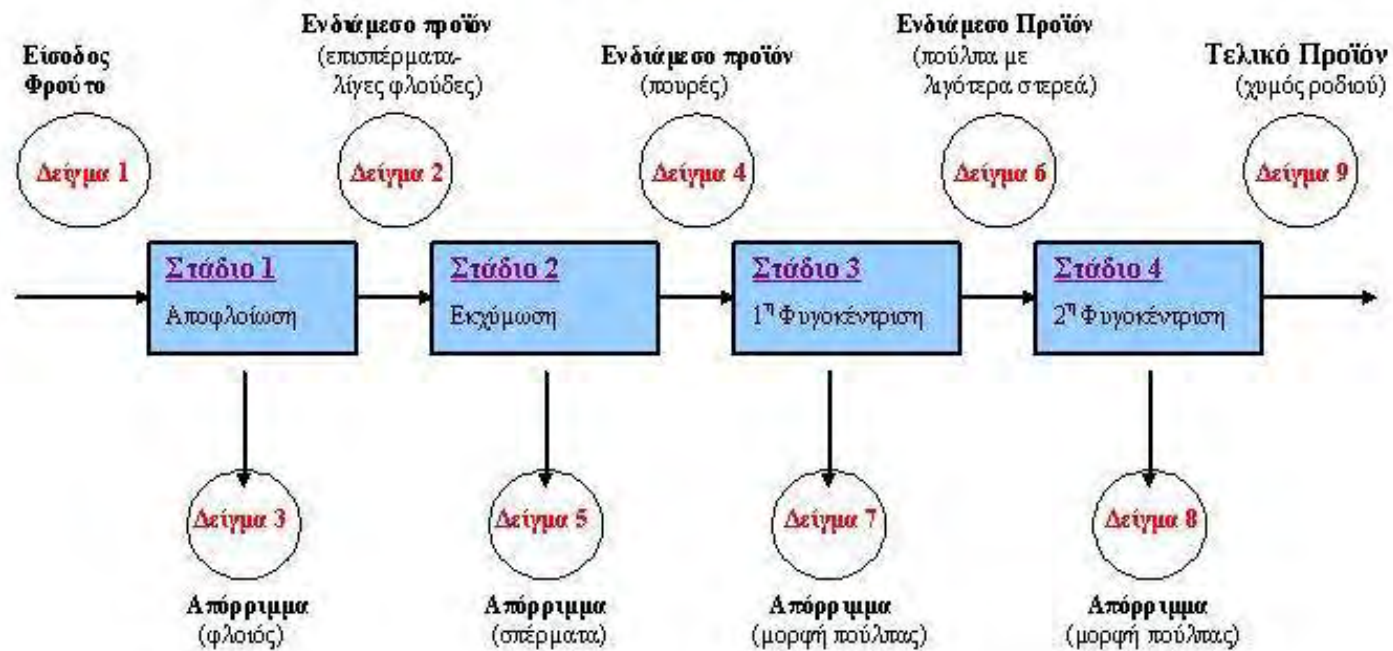 Είσοδος
Φρούτο
Δείγμα 1
Ενδιάμεσο προϊόν
(επισπέρματα-
λίγες φλούδες)
Δείγμα 2
Ενδιάμεσο προϊόν
(πουρές)
Δείγμα 4
Ενδιάμεσο Προϊόν
(πούλπα με
λιγότερα στερεά)
Δείγμα 6
Τελικό Προϊόν
(χυμός ροδιού)
Δείγμα 9
Στάδιο 1
Αποφλοίωση
Στάδιο 2
Εκχύμωση
Στάδιο 3
1η Φυγοκέντριση
Στάδιο 4
2η Φυγοκέντριση
Δείγμα 3
Απόρριμμα
(φλοιός)
Δείγμα 5
Απόρριμμα
(σπέρματα)
Δείγμα 7
Απόρριμμα
(μορφή πούλπας)
Δείγμα 8
Απόρριμμα
(μορφή πούλπας)